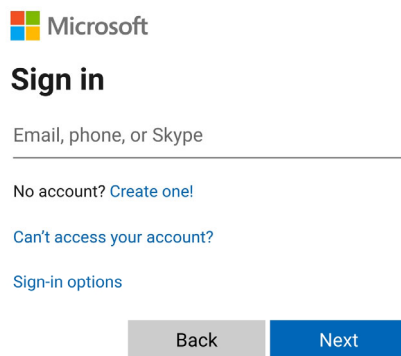 Microsoft
Sign in
Email, phone, or Skype
No account? Create one!
Can't access your account?
Sign-in options
Back Next